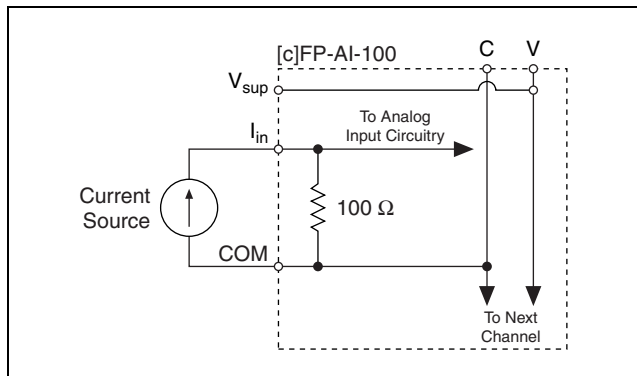 [c]FP-AI-100
C
V
Vsup
To Analog
Input Circuitry
Iin
Current
Source
100 Ω
COM
To Next
Channel